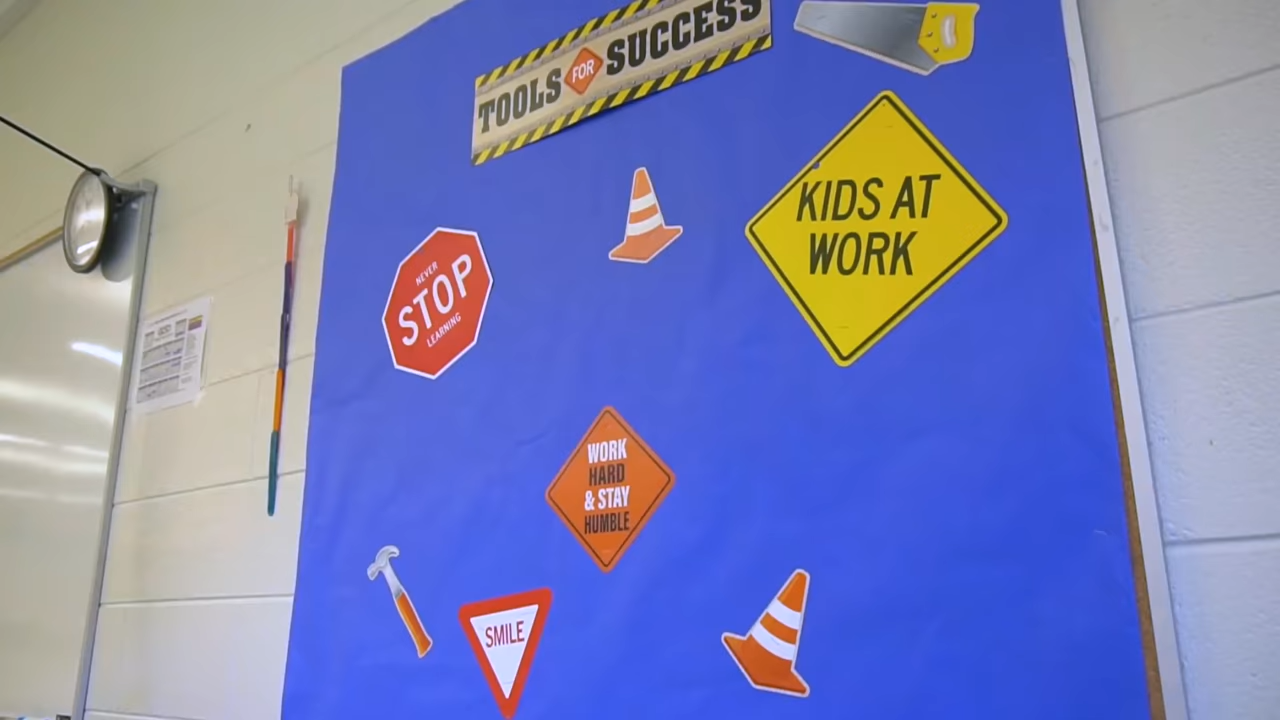 TOOLS FOR SUCCESS
KIDS AT
WORK
NEVER
STOP
LEARNING
WORK
HARD
& STAY
HUMBLE
SMILE